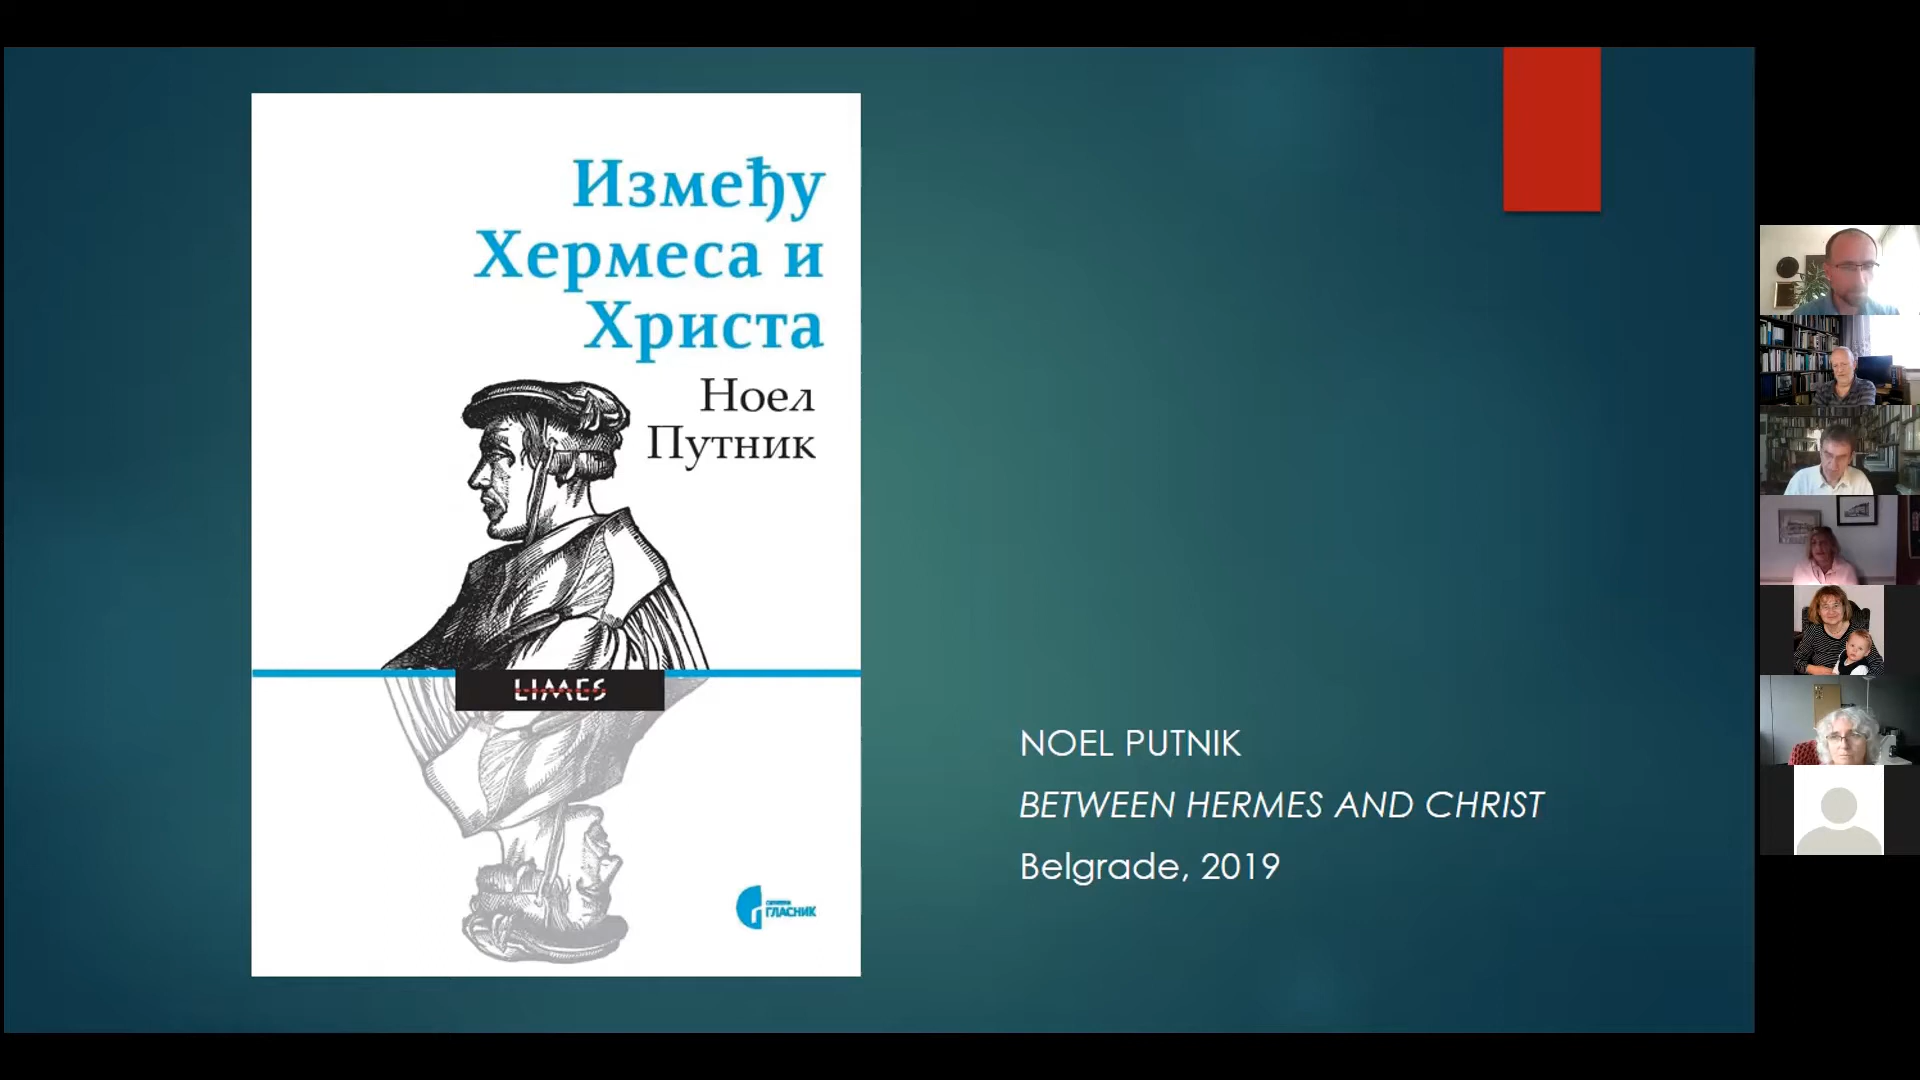 Између
Хермеса и
Христа
Ноел
Путник
LIMES
ГЛАСНИК
NOEL PUTNIK
BETWEEN HERMES AND CHRIST
Belgrade, 2019